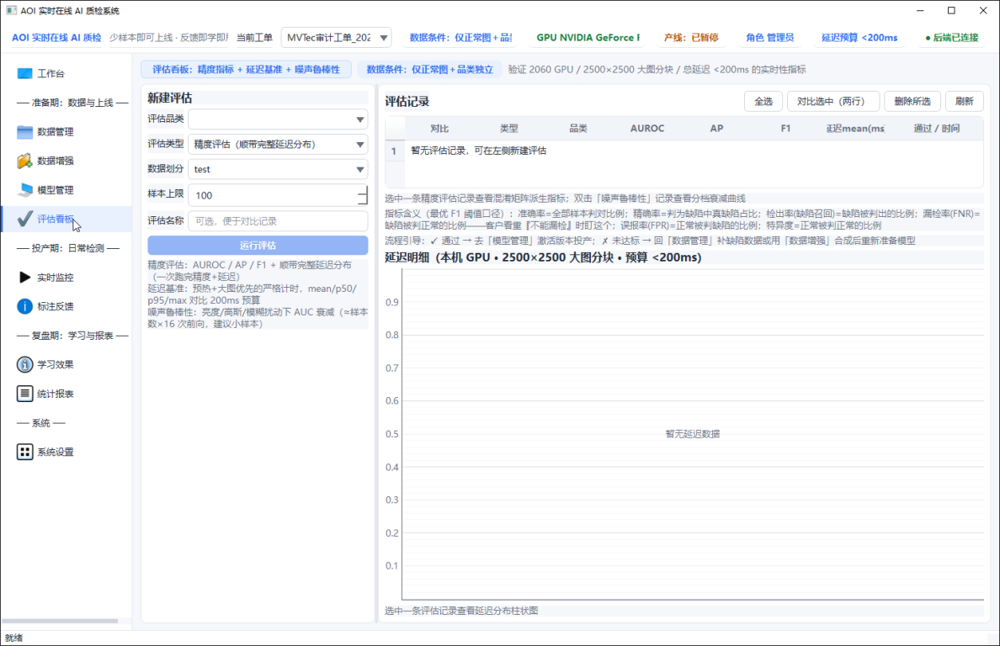 AOI 实时在线 AI 质检系统
AOI 实时在线 AI 质检
少样本即可上线 · 反馈即学即
当前工单
MVTec审计工单_202
数据条件：仅正常图 + 品
GPU NVIDIA GeForce
产线：已暂停
角色 管理员
延迟预算 <200ms
● 后端已连接
工作台
── 准备期：数据与上线 ──
数据管理
数据增强
模型管理
评估看板
── 投产期：日常检测 ──
实时监控
标注反馈
── 复盘期：学习与报表 ──
学习效果
统计报表
── 系统 ──
系统设置
评估看板：精度指标 + 延迟基准 + 噪声鲁棒性
数据条件：仅正常图 + 品类独立
验证 2060 GPU / 2500×2500 大图分块 / 总延迟 <200ms 的实时性指标
新建评估
评估品类
评估类型
精度评估（顺带完整延迟分布）
数据划分
test
样本上限
100
评估名称
可选，便于对比记录
运行评估
精度评估：AUROC / AP / F1 + 顺带完整延迟分布
（一次跑完精度+延迟）
延迟基准：预热+大图优先的严格计时，mean/p50/
p95/max 对比 200ms 预算
噪声鲁棒性：亮度/高斯/模糊扰动下 AUC 衰减（≈样本
数×16 次前向，建议小样本）
评估记录
全选
对比选中（两行）
删除所选
刷新
对比
类型
品类
AUROC
AP
F1
延迟mean(ms
通过 / 时间
1
暂无评估记录，可在左侧新建评估
选中一条精度评估记录查看混淆矩阵派生指标；双击「噪声鲁棒性」记录查看分档衰减曲线
指标含义（最优 F1 阈值口径）：准确率=全部样本判对比例；精确率=判为缺陷中真缺陷占比；检出率(缺陷召回)=缺陷被判出的比例；漏检率(FNR)=
缺陷被判正常的比例——客户看重『不能漏检』时盯这个；误报率(FPR)=正常被判缺陷的比例；特异度=正常被判正常的比例
流程引导：✓ 通过 → 去「模型管理」激活版本投产；✗ 未达标 → 回「数据管理」补缺陷数据或用「数据增强」合成后重新准备模型
延迟明细（本机 GPU • 2500×2500 大图分块 • 预算 <200ms）
0.9
0.8
0.7
0.6
0.5
0.4
0.3
0.2
0.1
暂无延迟数据
选中一条评估记录查看延迟分布柱状图
就绪